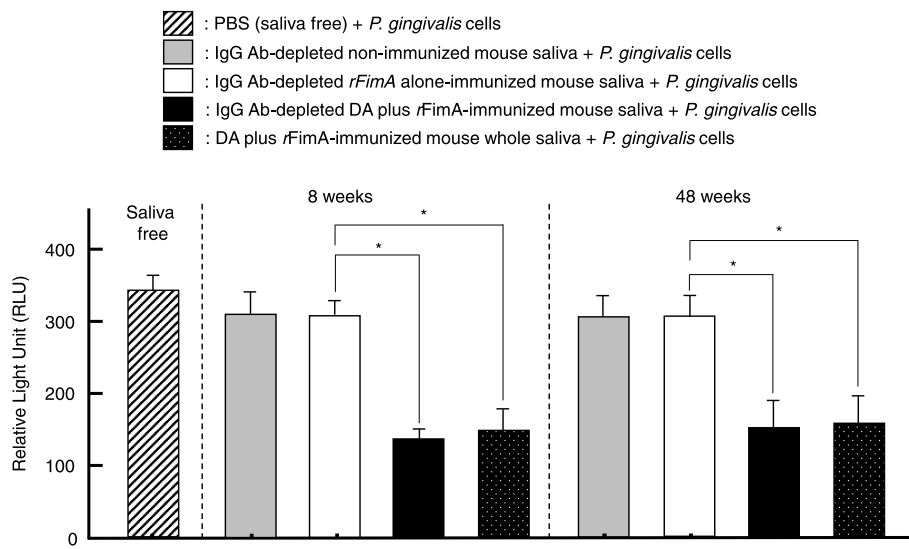 : PBS (saliva free) + P. gingivalis cells
: IgG Ab-depleted non-immunized mouse saliva + P. gingivalis cells
: IgG Ab-depleted rFimA alone-immunized mouse saliva + P. gingivalis cells
: IgG Ab-depleted DA plus rFimA-immunized mouse saliva + P. gingivalis cells
: DA plus rFimA-immunized mouse whole saliva + P. gingivalis cells
Saliva
free
8 weeks
48 weeks
*
*
*
*
Relative Light Unit (RLU)
400
300
200
100
0